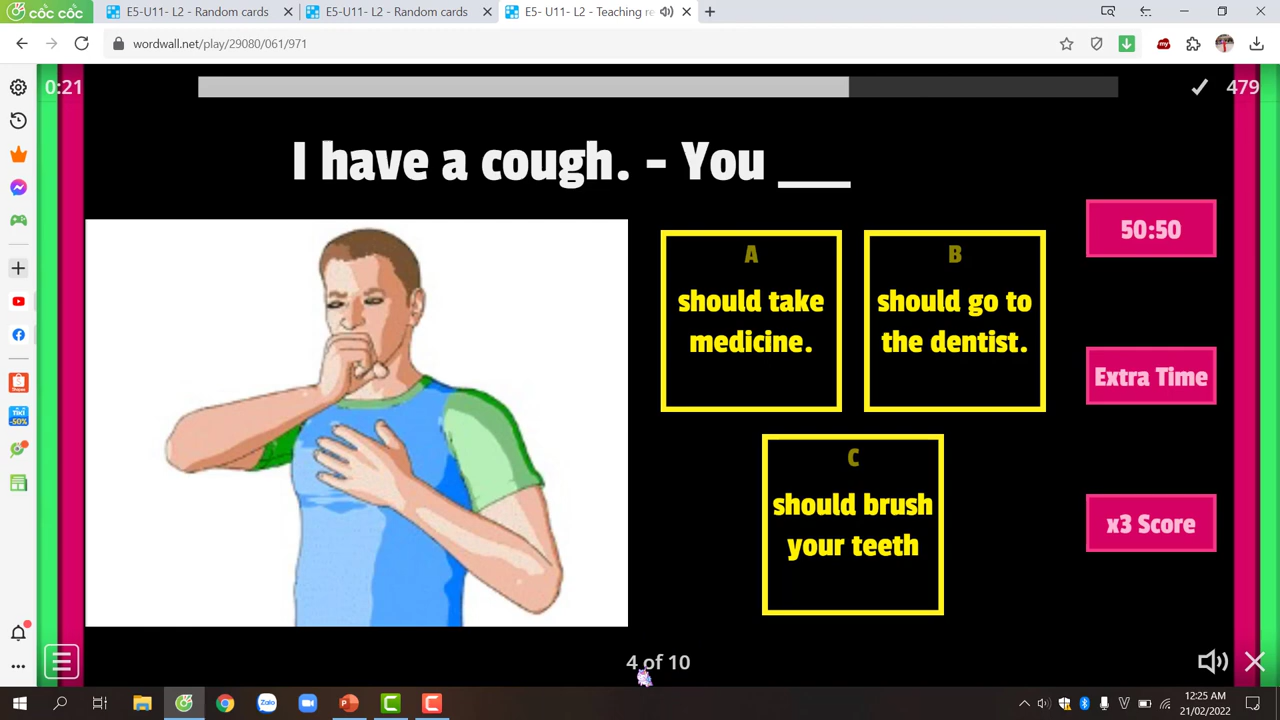 CỐC CỐC
E5-U11- L2 - Random cards
E5-U11- L2 - Random cards
E5- U11- L2 - Teaching re
wordwall.net/play/29080/061/971
0:21
479
I have a cough. – You ___
50:50
A
should take
medicine.
B
should go to
the dentist.
Extra Time
C
should brush
your teeth
x3 Score
4 of 10
12:25 AM
21/02/2022